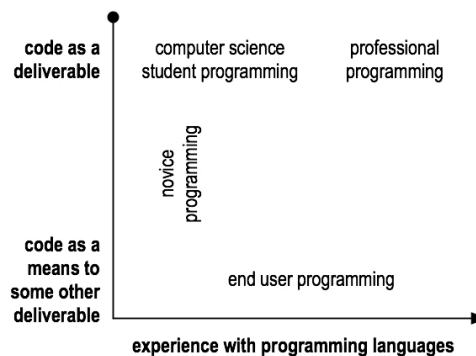 code as a
deliverable
computer science
student programming
professional
programming
novice
programming
code as a
means to
some other
deliverable
end user programming
experience with programming languages